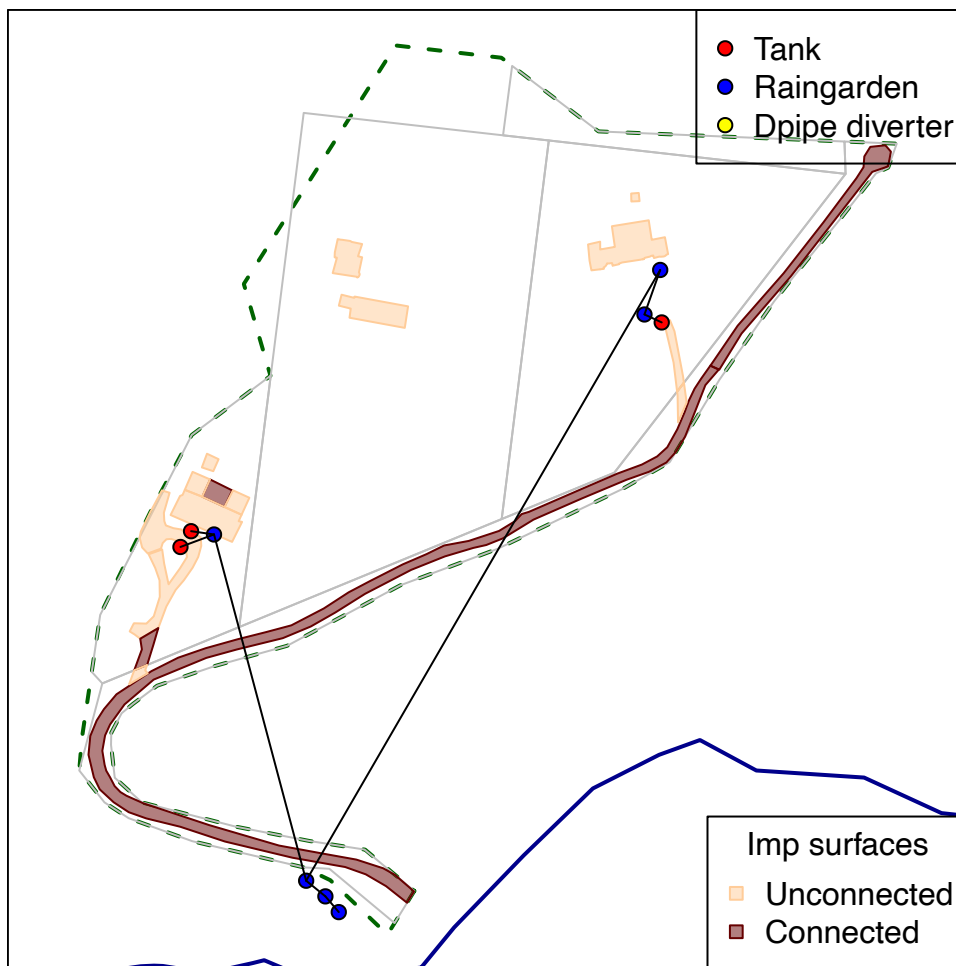 Tank
Raingarden
Dpipe diverter
Imp surfaces
Unconnected
Connected